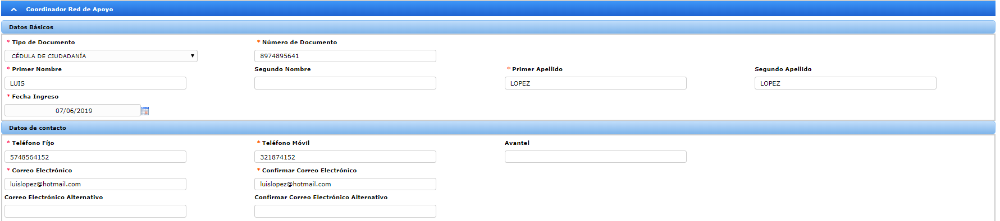 Coordinador Red de Apoyo
Datos Básicos
* Tipo de Documento * Número de Documento
CÉDULA DE CIUDADANÍA 8974895641
* Primer Nombre Segundo Nombre * Primer Apellido Segundo Apellido
LUIS LOPEZ LOPEZ
* Fecha Ingreso
07/06/2019
Datos de contacto
* Teléfono Fíjo * Teléfono Móvil Avantel
5748564152 321874152
* Correo Electrónico * Confirmar Correo Electrónico
luislopez@hotmail.com luislopez@hotmail.com
Correo Electrónico Alternativo Confirmar Correo Electrónico Alternativo